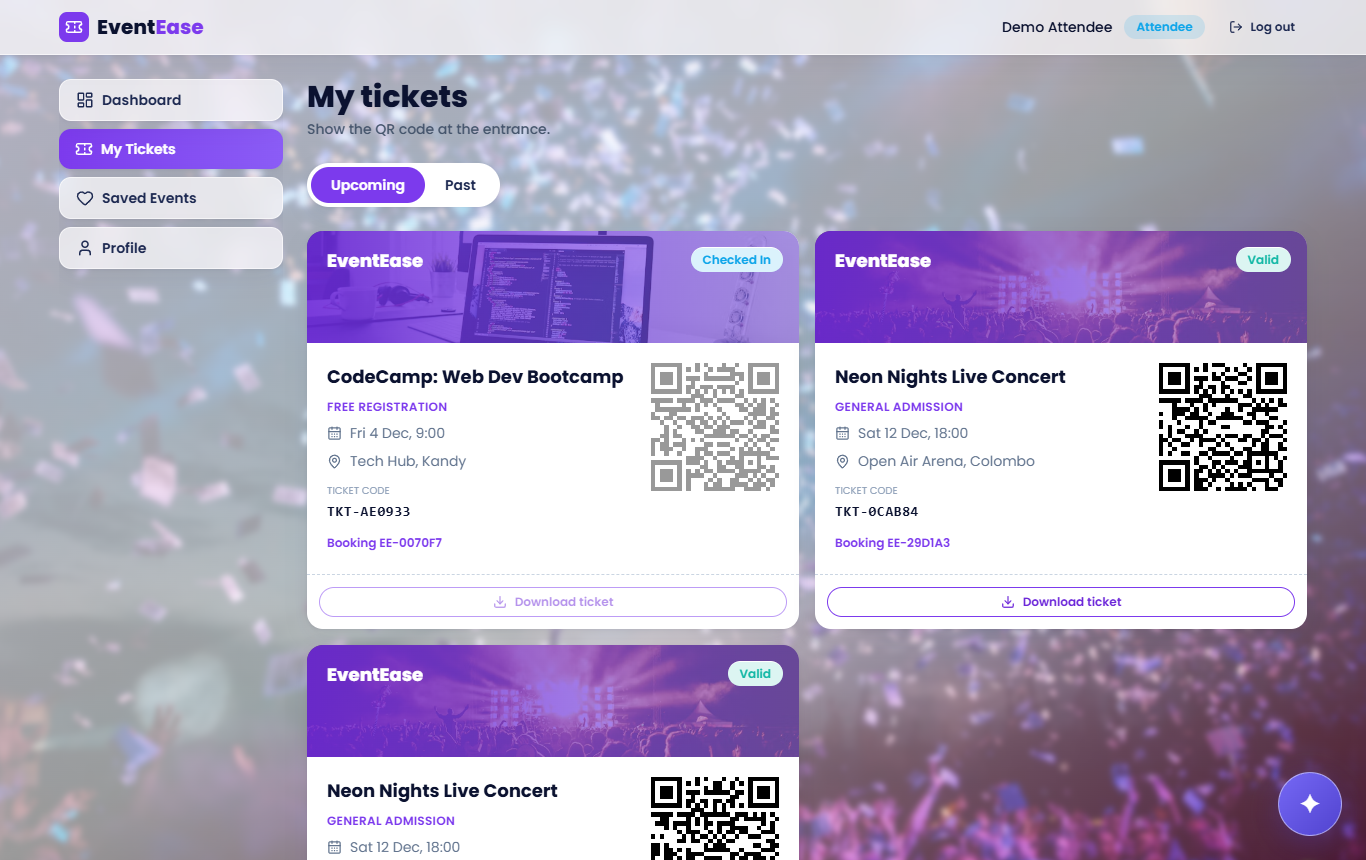 EventEase
Demo Attendee
Attendee
Log out
Dashboard
My Tickets
Saved Events
Profile
My tickets
Show the QR code at the entrance.
Upcoming
Past
EventEase
Checked In
CodeCamp: Web Dev Bootcamp
FREE REGISTRATION
Fri 4 Dec, 9:00
Tech Hub, Kandy
TICKET CODE
TKT-AE0933
Booking EE-0070F7
Download ticket
EventEase
Valid
Neon Nights Live Concert
GENERAL ADMISSION
Sat 12 Dec, 18:00
Open Air Arena, Colombo
TICKET CODE
TKT-0CAB84
Booking EE-29D1A3
Download ticket
EventEase
Valid
Neon Nights Live Concert
GENERAL ADMISSION
Sat 12 Dec, 18:00